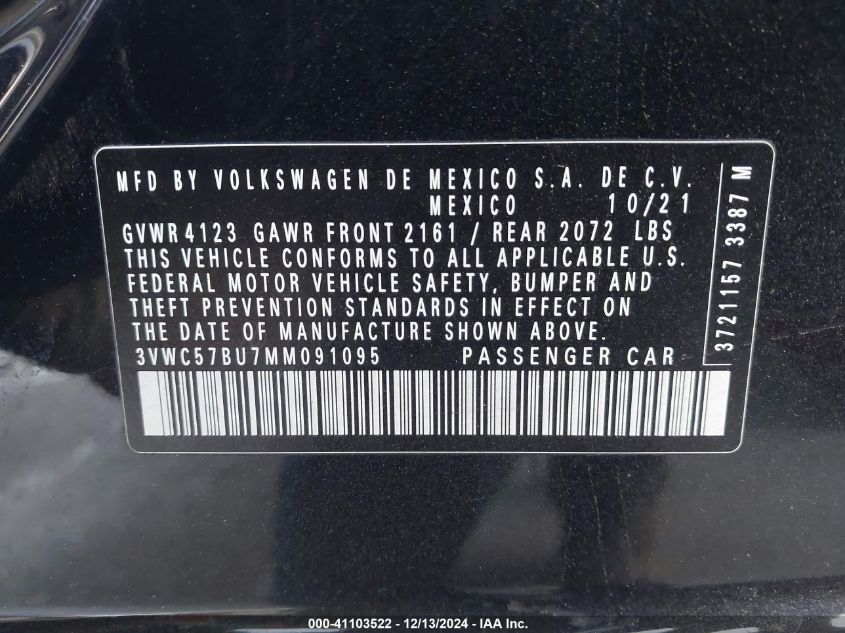 MFD BY VOLKSWAGEN DE MEXICO S.A. DE C.V.
MEXICO 10/21
GVWR 4123 GAWR FRONT 2161 / REAR 2072 LBS
THIS VEHICLE CONFORMS TO ALL APPLICABLE U.S.
FEDERAL MOTOR VEHICLE SAFETY, BUMPER AND
THEFT PREVENTION STANDARDS IN EFFECT ON
THE DATE OF MANUFACTURE SHOWN ABOVE.
3VWC57BU7MM091095 PASSENGER CAR
3721157 3387 M
000-41103522 - 12/13/2024 - IAA Inc.